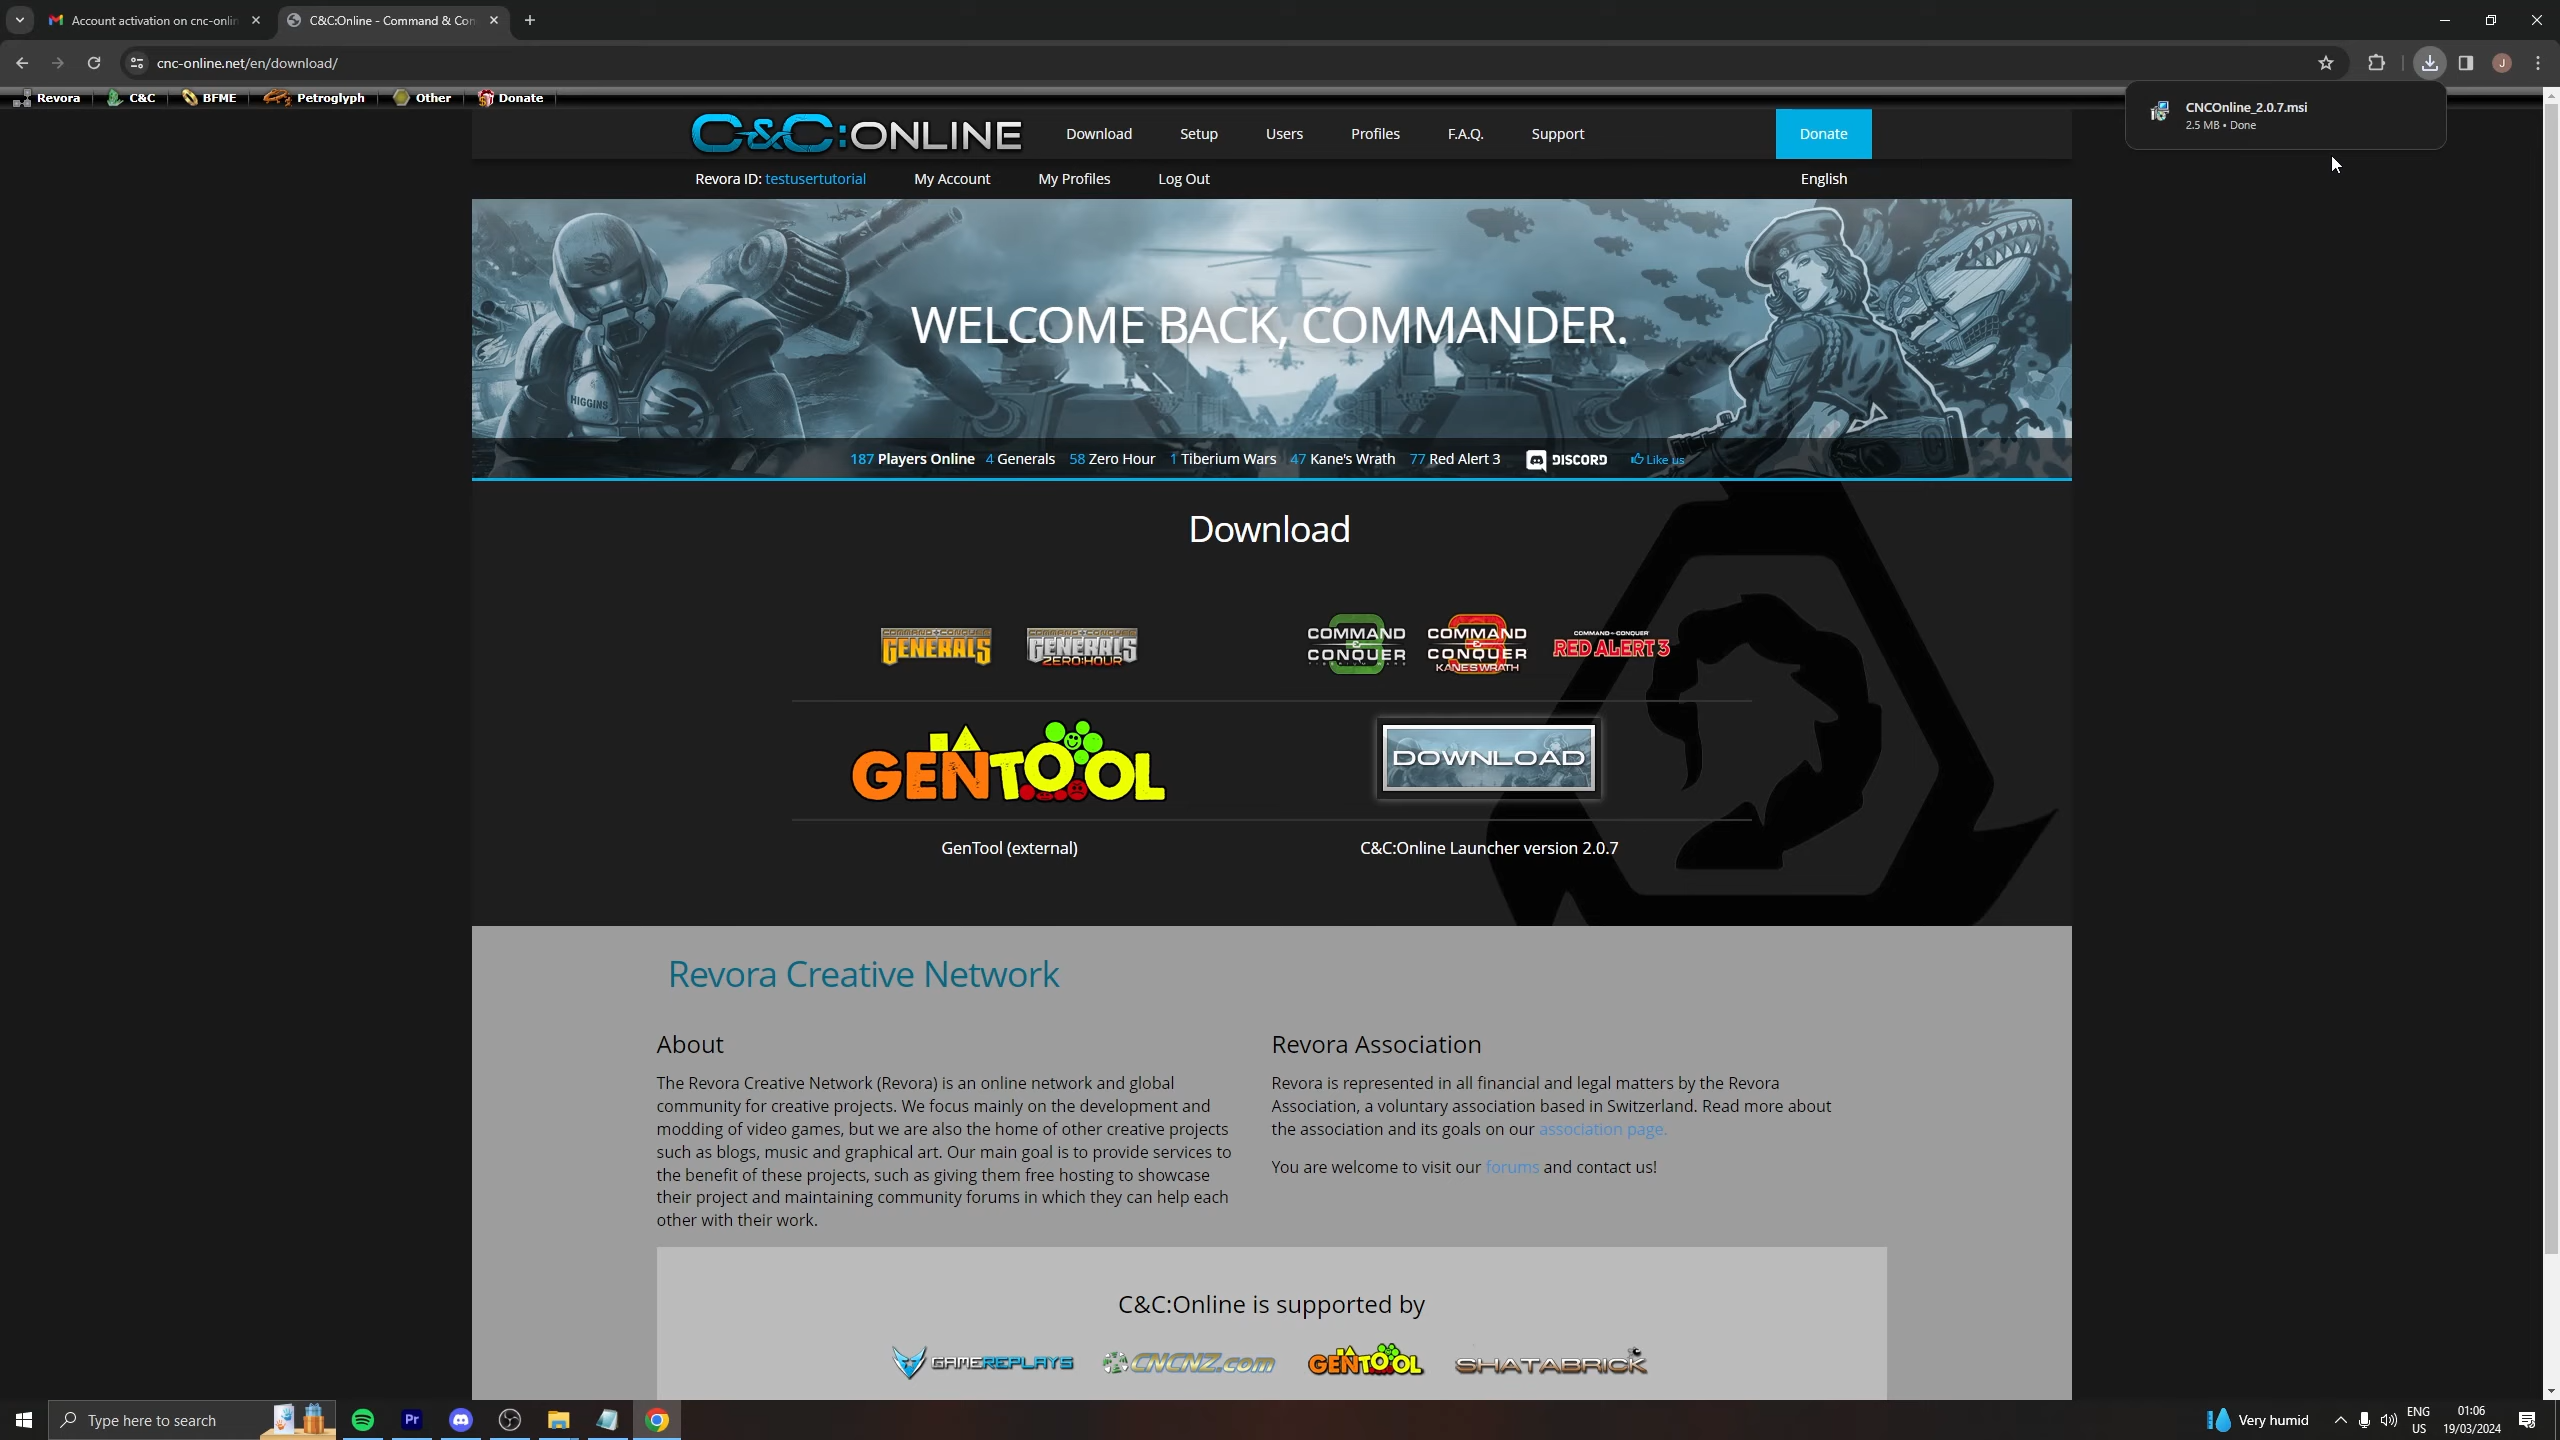 Account activation on cnc-onlin
C&C:Online - Command & Con
cnc-online.net/en/download/
J
Revora
C&C
BFME
Petroglyph
Other
Donate
CNCOnline_2.0.7.msi
2.5 MB • Done
C&C:ONLINE
Download
Setup
Users
Profiles
F.A.Q.
Support
Donate
Revora ID: testusertutorial
My Account
My Profiles
Log Out
English
HIGGINS
WELCOME BACK, COMMANDER.
187 Players Online 4 Generals 58 Zero Hour 1 Tiberium Wars 47 Kane's Wrath 77 Red Alert 3 DISCORD Like us
Download
COMMAND & CONQUER
GENERALS
COMMAND & CONQUER
GENERALS
ZERO:HOUR
COMMAND
&
CONQUER
TIBERIUM WARS
COMMAND
&
CONQUER
KANES WRATH
COMMAND & CONQUER
RED ALERT 3
GENTOOL
DOWNLOAD
GenTool (external)
C&C:Online Launcher version 2.0.7
Revora Creative Network
About
The Revora Creative Network (Revora) is an online network and global
community for creative projects. We focus mainly on the development and
modding of video games, but we are also the home of other creative projects
such as blogs, music and graphical art. Our main goal is to provide services to
the benefit of these projects, such as giving them free hosting to showcase
their project and maintaining community forums in which they can help each
other with their work.
Revora Association
Revora is represented in all financial and legal matters by the Revora
Association, a voluntary association based in Switzerland. Read more about
the association and its goals on our association page.
You are welcome to visit our forums and contact us!
C&C:Online is supported by
GAMEREPLAYS
CNCNZ.com
GENTOOL
SHATABRICK
Type here to search
Pr
Very humid
ENG
US
01:06
19/03/2024